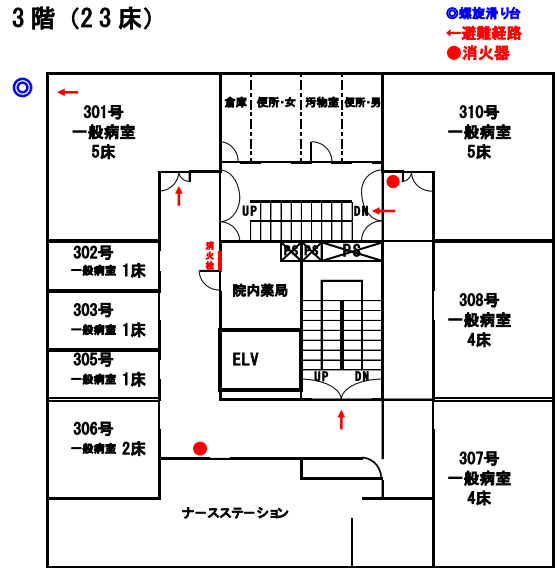 3階(23床)
◎螺旋滑り台
←避難経路
●消火器
301号
一般病室
5床
倉庫
便所・女
汚物室
便所・男
310号
一般病室
5床
UP
DN
消火栓
PS
PS
PS
302号
一般病室 1床
303号
一般病室 1床
305号
一般病室 1床
306号
一般病室 2床
院内薬局
ELV
UP
DN
308号
一般病室
4床
307号
一般病室
4床
ナースステーション